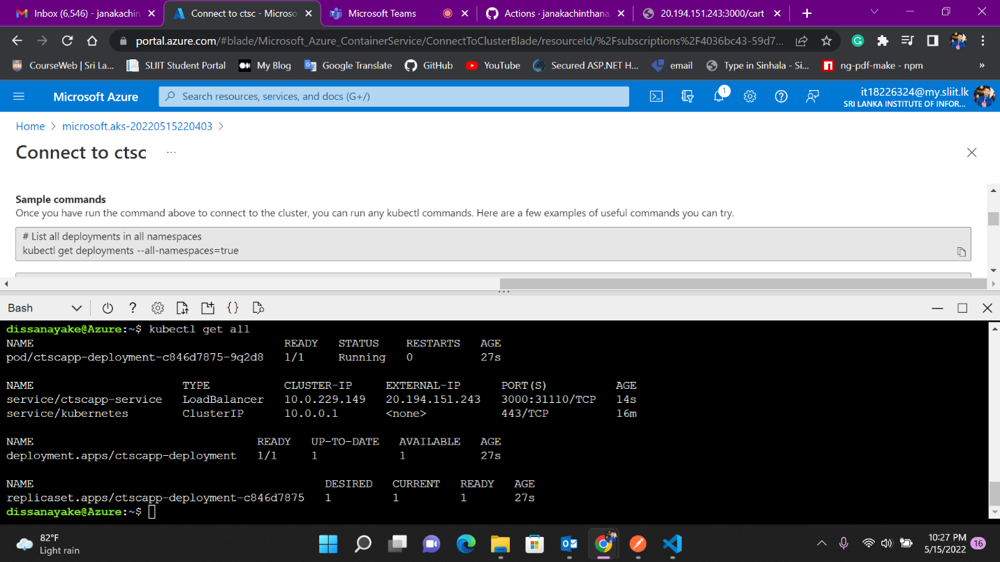 Inbox (6,546) - janakachin
Connect to ctsc - Microso
Microsoft Teams
Actions · janakachinthana
20.194.151.243:3000/cart
portal.azure.com/#blade/Microsoft_Azure_ContainerService/ConnectToClusterBlade/resourceId/%2Fsubscriptions%2F4036bc43-59d7...
CourseWeb | Sri La...
SLIIT Student Portal
My Blog
Google Translate
GitHub
YouTube
Secured ASP.NET H...
email
Type in Sinhala - Si...
ng-pdf-make - npm
»
Microsoft Azure
Search resources, services, and docs (G+/)
1
it18226324@my.sliit.lk
SRI LANKA INSTITUTE OF INFOR...
Home > microsoft.aks-20220515220403 >
Connect to ctsc ...
Sample commands
Once you have run the command above to connect to the cluster, you can run any kubectl commands. Here are a few examples of useful commands you can try.
# List all deployments in all namespaces
kubectl get deployments --all-namespaces=true
Bash
dissanayake@Azure:~$ kubectl get all
NAME READY STATUS RESTARTS AGE
pod/ctscapp-deployment-c846d7875-9q2d8 1/1 Running 0 27s
NAME TYPE CLUSTER-IP EXTERNAL-IP PORT(S) AGE
service/ctscapp-service LoadBalancer 10.0.229.149 20.194.151.243 3000:31110/TCP 14s
service/kubernetes ClusterIP 10.0.0.1 <none> 443/TCP 16m
NAME READY UP-TO-DATE AVAILABLE AGE
deployment.apps/ctscapp-deployment 1/1 1 1 27s
NAME DESIRED CURRENT READY AGE
replicaset.apps/ctscapp-deployment-c846d7875 1 1 1 27s
dissanayake@Azure:~$
82°F
Light rain
10:27 PM
5/15/2022
16